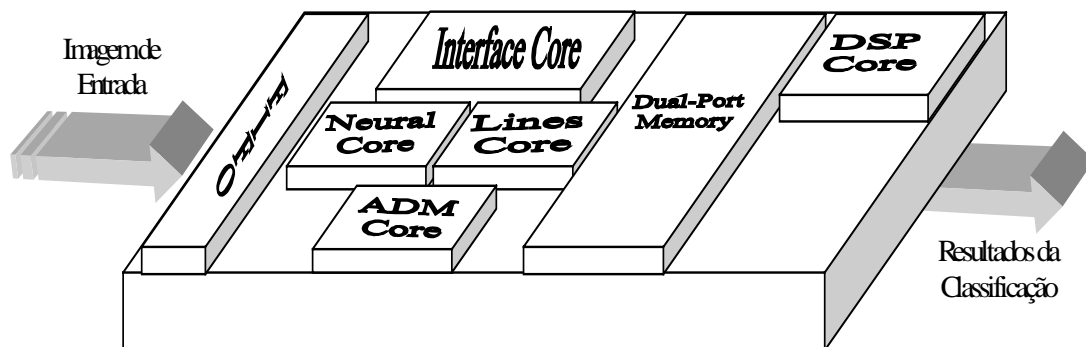 Imagem de
Entrada
Interface Core
DSP
Core
Neural
Core
Lines
Core
Dual-Port
Memory
ADM
Core
Resultados da
Classificação